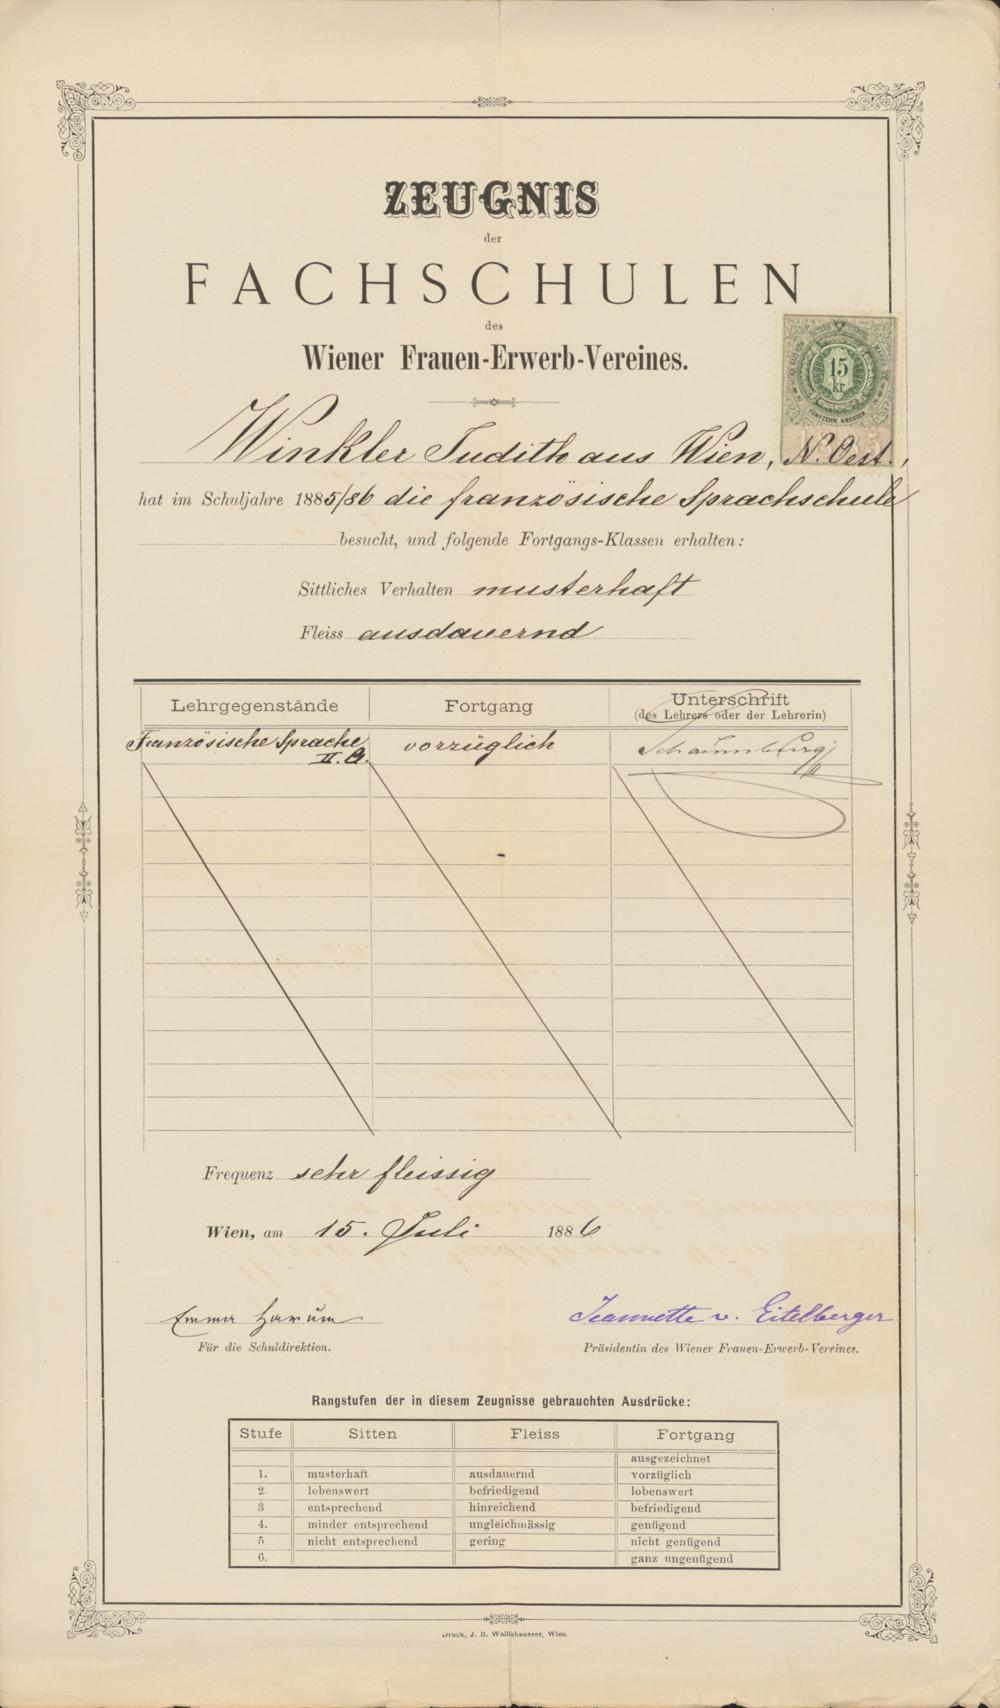 ZEUGNIS
der
FACHSCHULEN
des
Wiener Frauen-Erwerb-Vereines.
15
kr.
FÜNFZEHN KREUZER
Winkler Judith aus Wien, N. Oest.,
hat im Schuljahre 1885/86 die französische Sprachschule
besucht, und folgende Fortgangs-Klassen erhalten:
Sittliches Verhalten musterhaft
Fleiss ausdauernd
Lehrgegenstände Fortgang Unterschrift
(des Lehrers oder der Lehrerin)
Französische Sprache vorzüglich
II. C.
Frequenz sehr fleissig
Wien, am 15. Juli 1886
Emma Jeannette v. Eitelberger
Für die Schuldirektion. Präsidentin des Wiener Frauen-Erwerb-Vereines.
Rangstufen der in diesem Zeugnisse gebrauchten Ausdrücke:
Stufe Sitten Fleiss Fortgang
ausgezeichnet
1. musterhaft ausdauernd vorzüglich
2. lobenswert befriedigend lobenswert
3 entsprechend hinreichend befriedigend
4. minder entsprechend ungleichmässig genügend
5. nicht entsprechend gering nicht genügend
6. ganz ungenügend
Druck, J. B. Wallishausser, Wien.